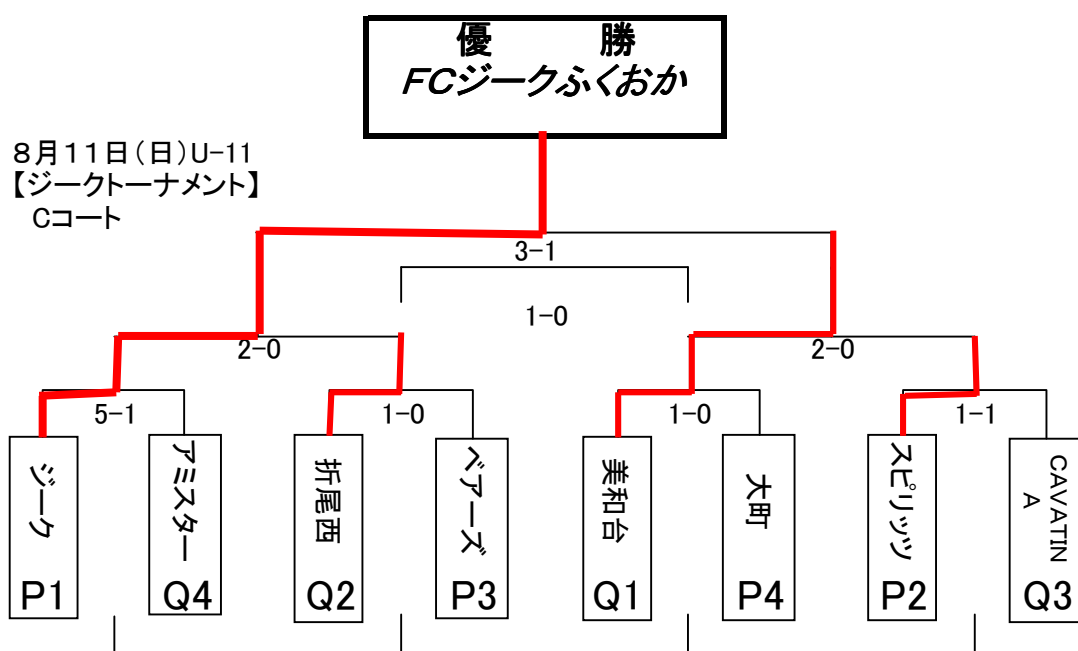 優　　　勝
FCジークふくおか
８月１１日（日）U-11
【ジークトーナメント】
Cコート
3-1
1-0
2-0
2-0
5-1
1-0
1-0
1-1
ジーク
P1
アミスター
Q4
折尾西
Q2
ベアーズ
P3
美和台
Q1
大町
P4
スピリッツ
P2
CAVATIN
A
Q3